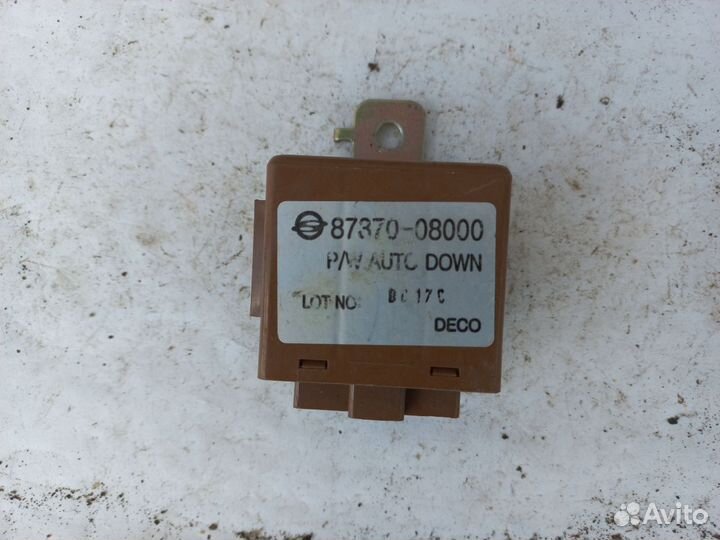 87370-08000
P/W AUTO DOWN
LOT NO:
DECO
Avito